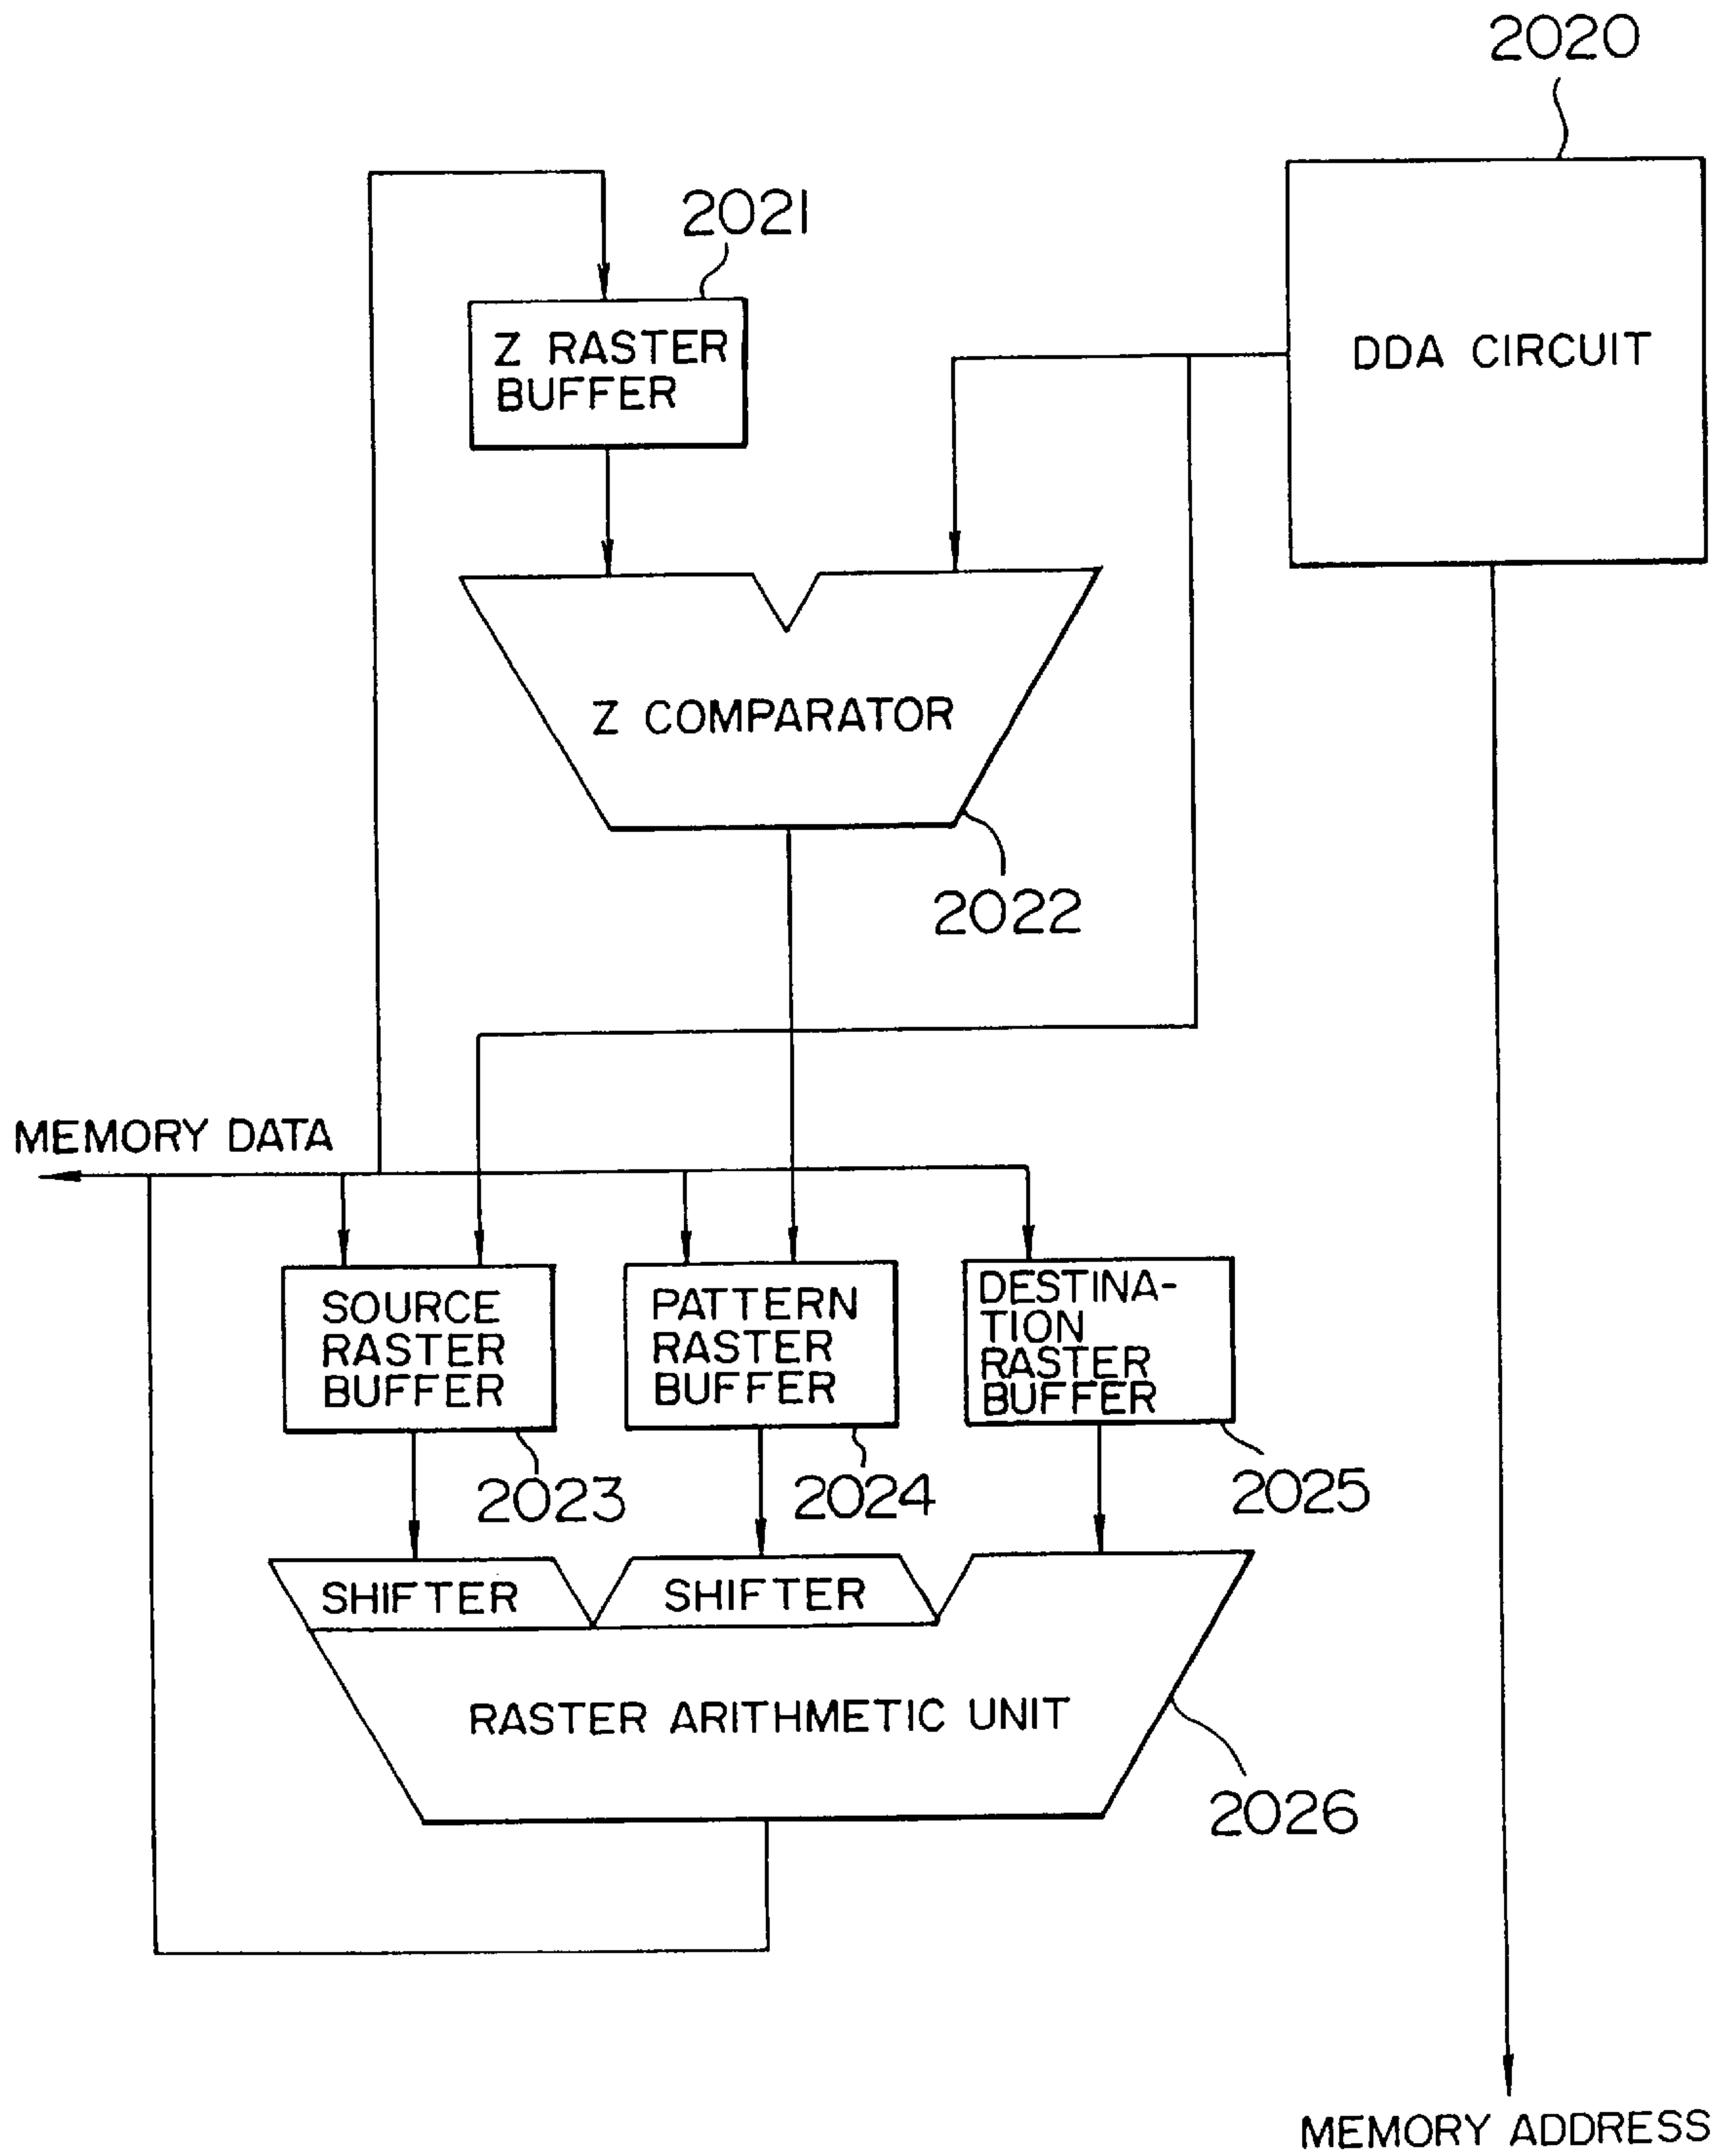 2020
2021
Z RASTER
BUFFER
DDA CIRCUIT
Z COMPARATOR
2022
MEMORY DATA
SOURCE
RASTER
BUFFER
PATTERN
RASTER
BUFFER
DESTINA-
TION
RASTER
BUFFER
2023
2024
2025
SHIFTER
SHIFTER
RASTER ARITHMETIC UNIT
2026
MEMORY ADDRESS